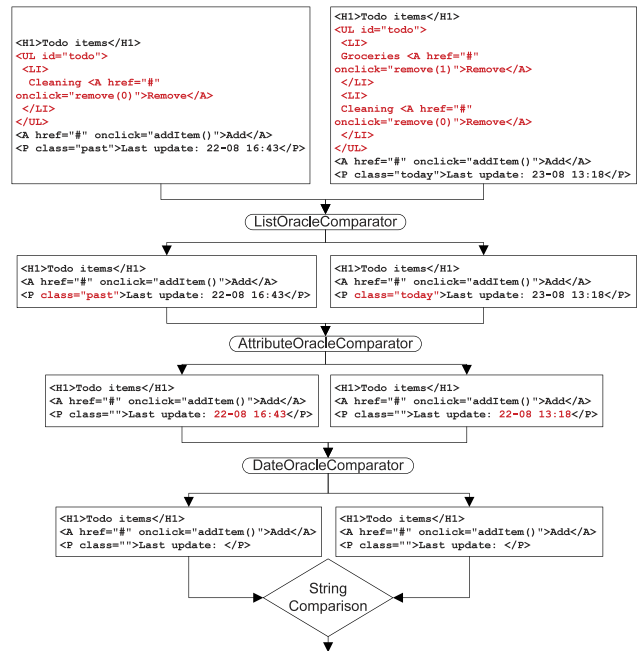 <H1>Todo items</H1>
<UL id="todo">
<LI>
Cleaning <A href="#"
onclick="remove(0)">Remove</A>
</LI>
</UL>
<A href="#" onclick="addItem()">Add</A>
<P class="past">Last update: 22-08 16:43</P>
<H1>Todo items</H1>
<UL id="todo">
<LI>
Groceries <A href="#"
onclick="remove(1)">Remove</A>
</LI>
<LI>
Cleaning <A href="#"
onclick="remove(0)">Remove</A>
</LI>
</UL>
<A href="#" onclick="addItem()">Add</A>
<P class="today">Last update: 23-08 13:18</P>
ListOracleComparator
<H1>Todo items</H1>
<A href="#" onclick="addItem()">Add</A>
<P class="past">Last update: 22-08 16:43</P>
<H1>Todo items</H1>
<A href="#" onclick="addItem()">Add</A>
<P class="today">Last update: 23-08 13:18</P>
AttributeOracleComparator
<H1>Todo items</H1>
<A href="#" onclick="addItem()">Add</A>
<P class="">Last update: 22-08 16:43</P>
<H1>Todo items</H1>
<A href="#" onclick="addItem()">Add</A>
<P class="">Last update: 22-08 13:18</P>
DateOracleComparator
<H1>Todo items</H1>
<A href="#" onclick="addItem()">Add</A>
<P class="">Last update: </P>
<H1>Todo items</H1>
<A href="#" onclick="addItem()">Add</A>
<P class="">Last update: </P>
String
Comparison